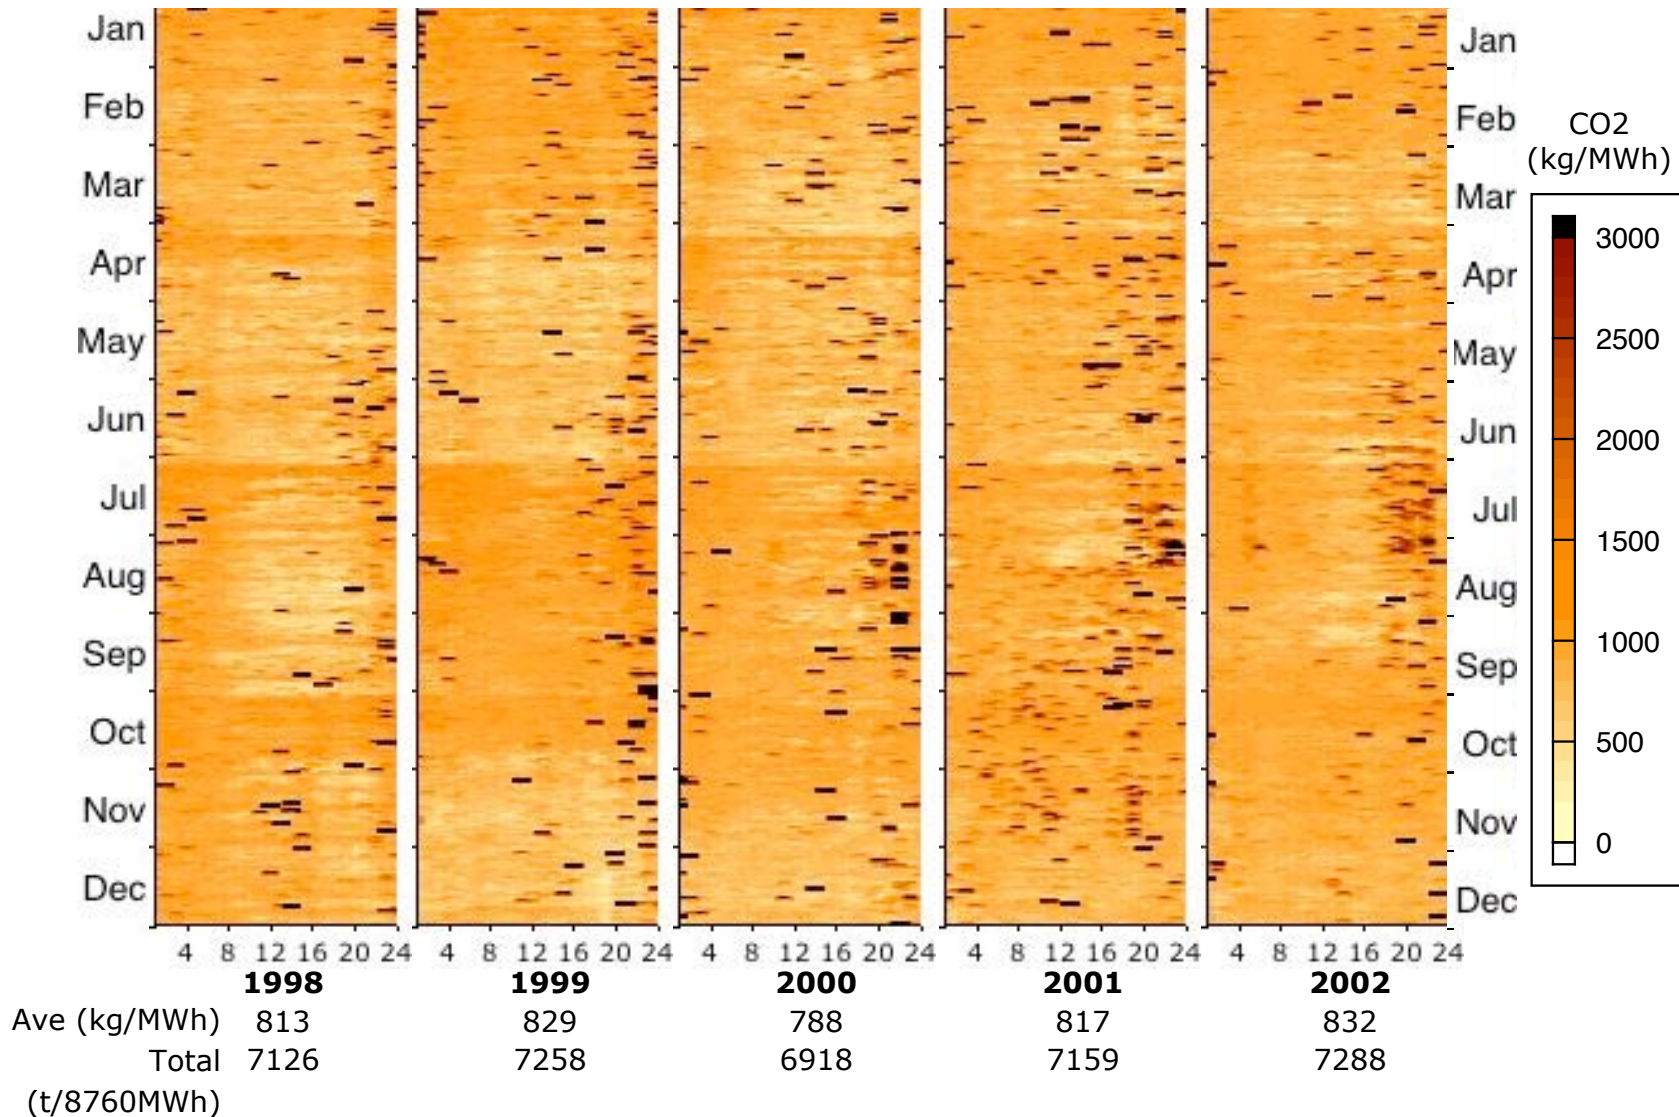 Jan
Feb
Mar
Apr
May
Jun
Jul
Aug
Sep
Oct
Nov
Dec
Jan
Feb
Mar
Apr
May
Jun
Jul
Aug
Sep
Oct
Nov
Dec
CO2
(kg/MWh)
3000
2500
2000
1500
1000
500
0
4 8 12 16 20 24 4 8 12 16 20 24 4 8 12 16 20 24 4 8 12 16 20 24 4 8 12 16 20 24
1998 1999 2000 2001 2002
Ave (kg/MWh) 813 829 788 817 832
Total 7126 7258 6918 7159 7288
(t/8760MWh)